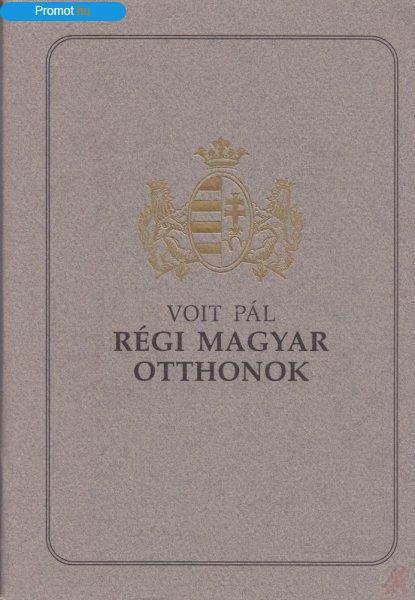 Promot.hu
VOIT PÁL
RÉGI MAGYAR
OTTHONOK